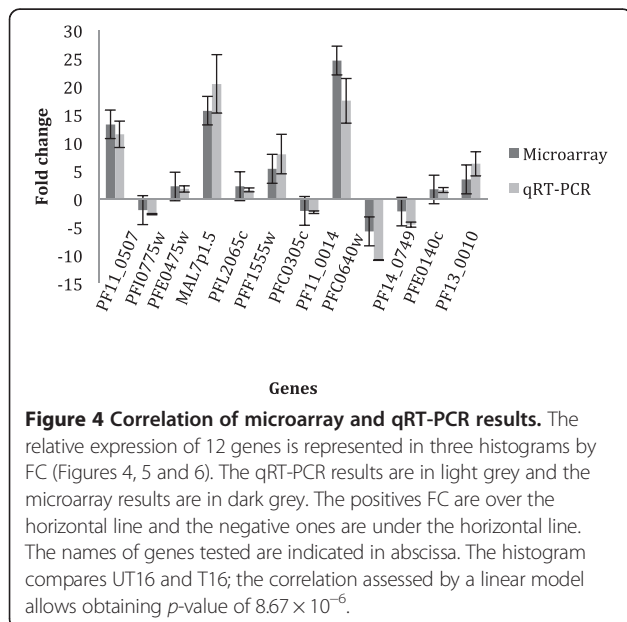 30
25
20
15
10
5
0
-5
-10
-15
Fold change
PF11_0507
PFI0775w
PFE0475w
MAL7p1.5
PFL2065c
PFF1555w
PFC0305c
PF11_0014
PFC0640w
PF14_0749
PFE0140c
PF13_0010
Microarray
qRT-PCR
Genes
Figure 4 Correlation of microarray and qRT-PCR results. The
relative expression of 12 genes is represented in three histograms by
FC (Figures 4, 5 and 6). The qRT-PCR results are in light grey and the
microarray results are in dark grey. The positives FC are over the
horizontal line and the negative ones are under the horizontal line.
The names of genes tested are indicated in abscissa. The histogram
compares UT16 and T16; the correlation assessed by a linear model
allows obtaining p-value of 8.67 × 10⁻⁶.